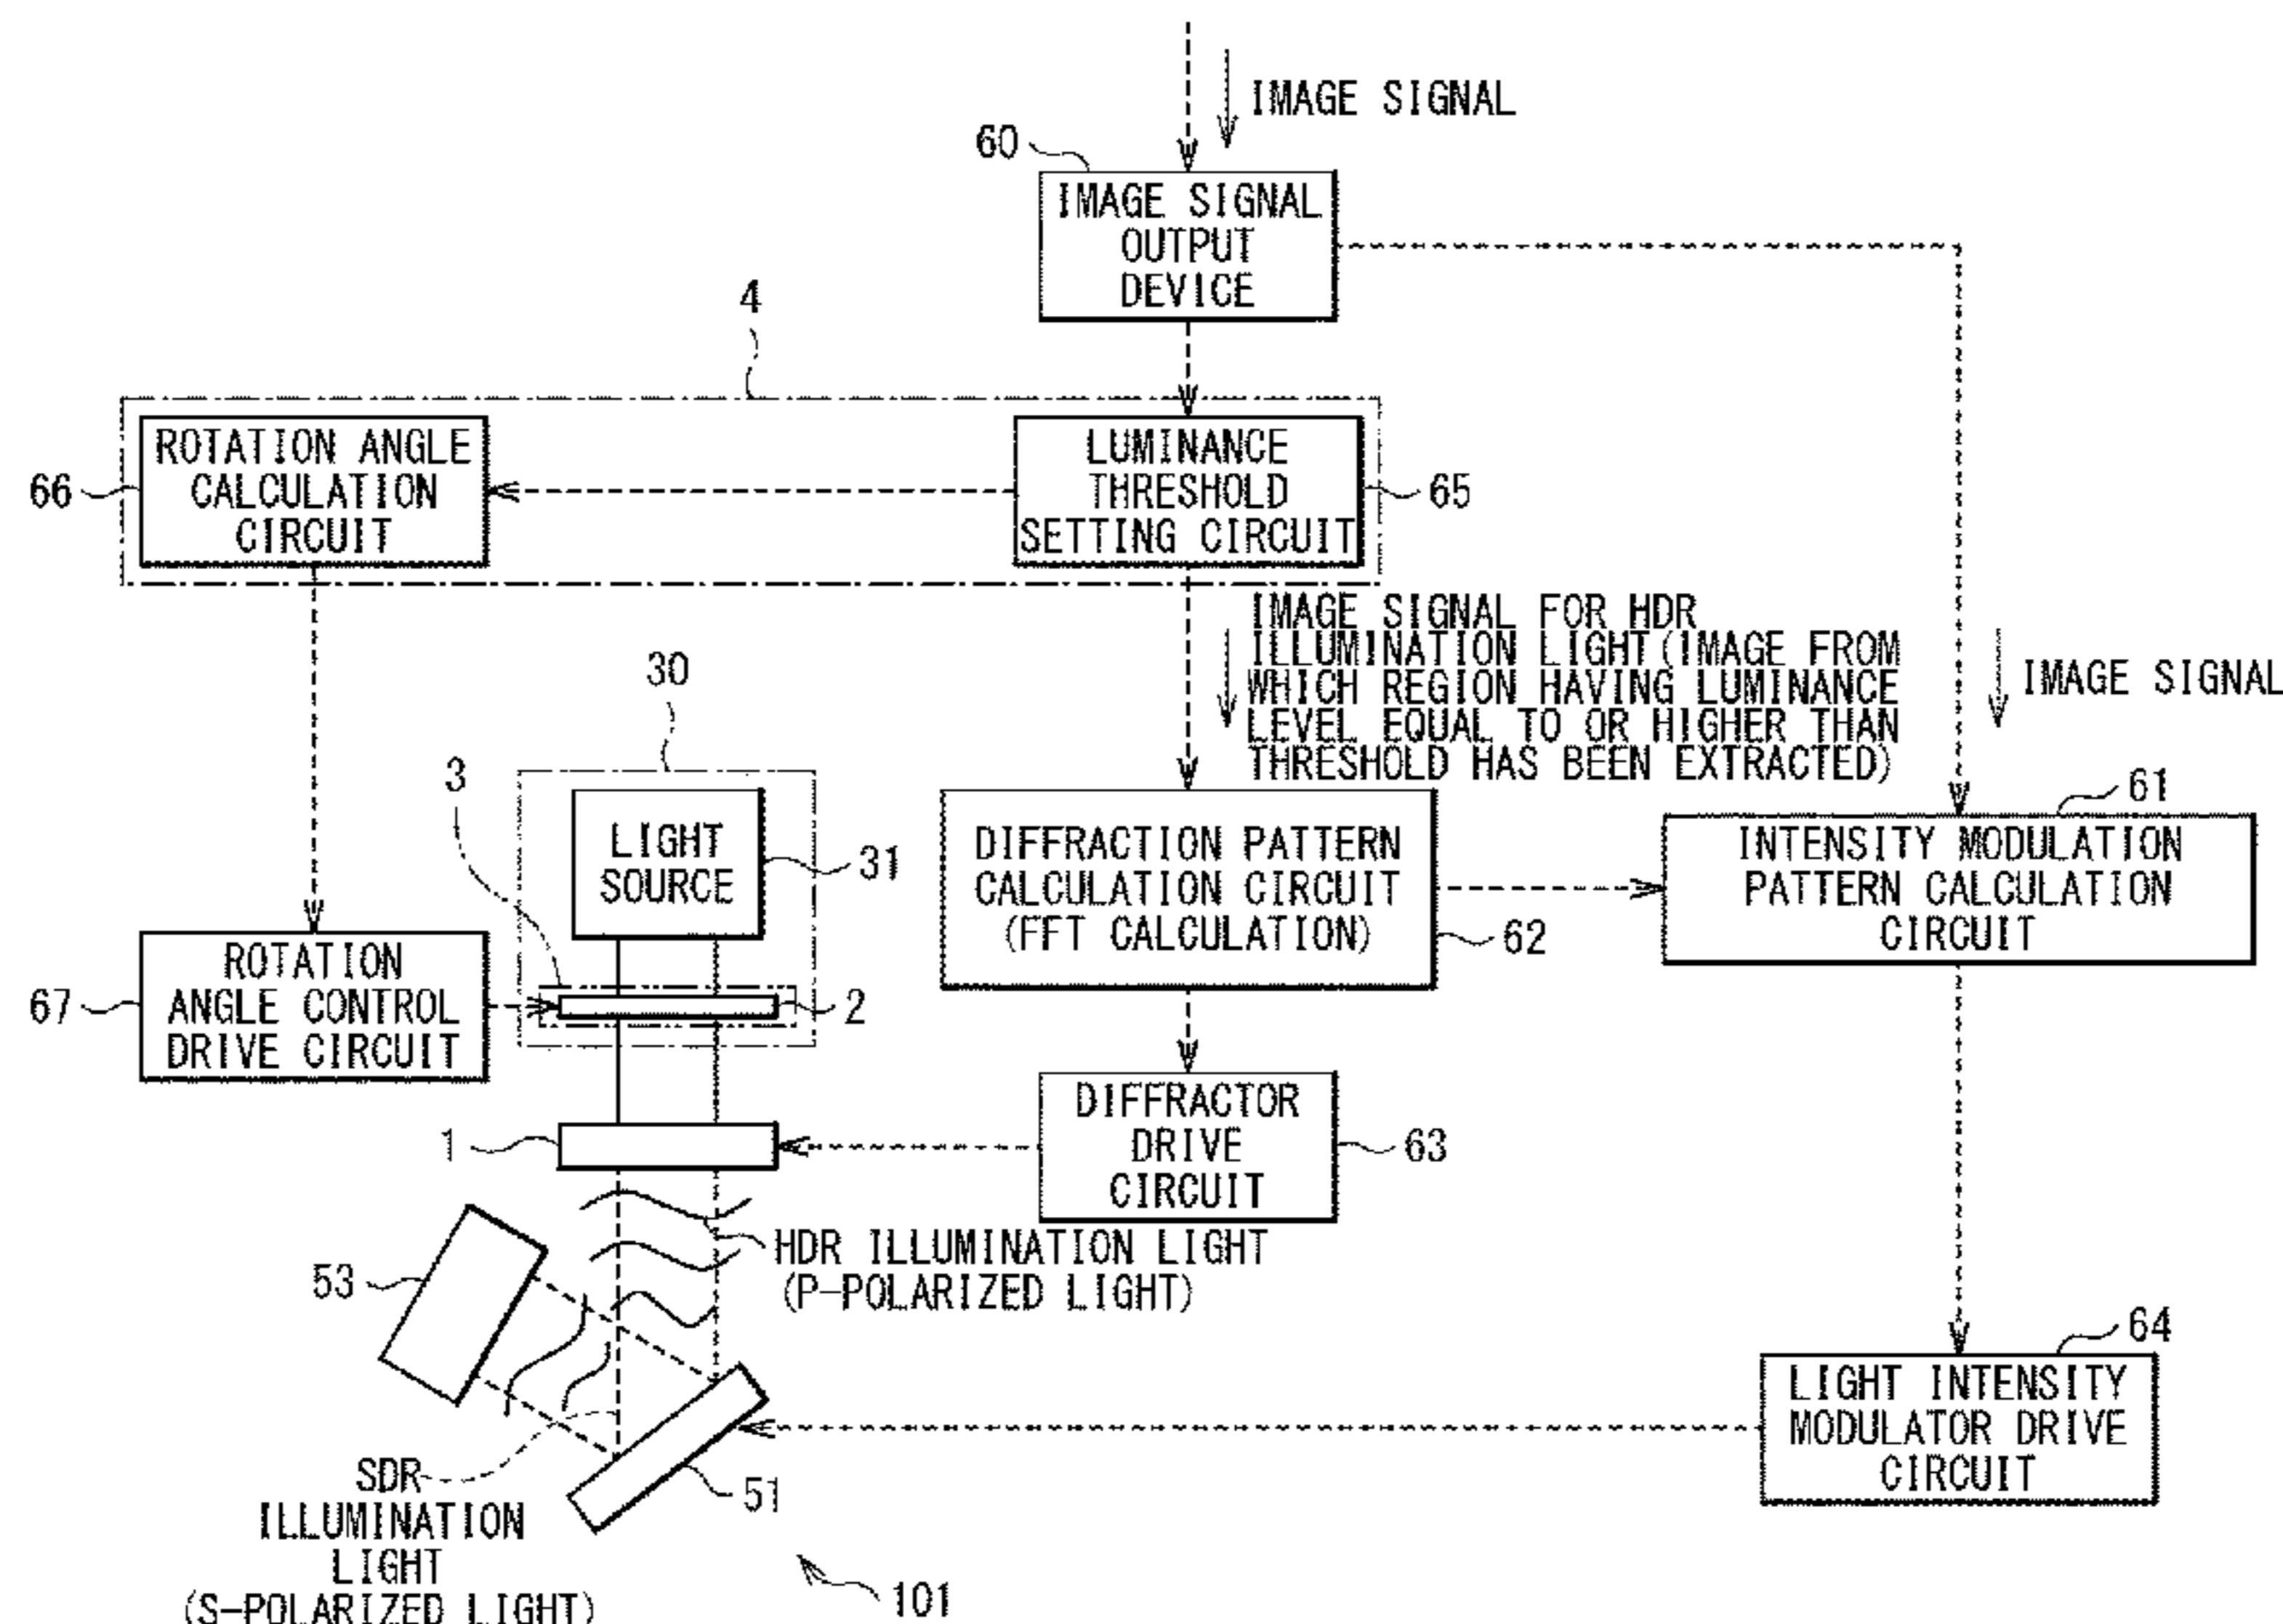 IMAGE SIGNAL
60
IMAGE SIGNAL
OUTPUT
DEVICE
4
ROTATION ANGLE
CALCULATION
CIRCUIT
66
LUMINANCE
THRESHOLD
SETTING CIRCUIT
65
IMAGE SIGNAL FOR HDR
ILLUMINATION LIGHT(IMAGE FROM
WHICH REGION HAVING LUMINANCE
LEVEL EQUAL TO OR HIGHER THAN
THRESHOLD HAS BEEN EXTRACTED)
IMAGE SIGNAL
30
3
LIGHT
SOURCE
31
DIFFRACTION PATTERN
CALCULATION CIRCUIT
(FFT CALCULATION)
62
61
INTENSITY MODULATION
PATTERN CALCULATION
CIRCUIT
67
ROTATION
ANGLE CONTROL
DRIVE CIRCUIT
2
1
DIFFRACTOR
DRIVE
CIRCUIT
63
HDR ILLUMINATION LIGHT
(P-POLARIZED LIGHT)
53
64
LIGHT INTENSITY
MODULATOR DRIVE
CIRCUIT
SDR
ILLUMINATION
LIGHT
(S-POLARIZED LIGHT)
51
101